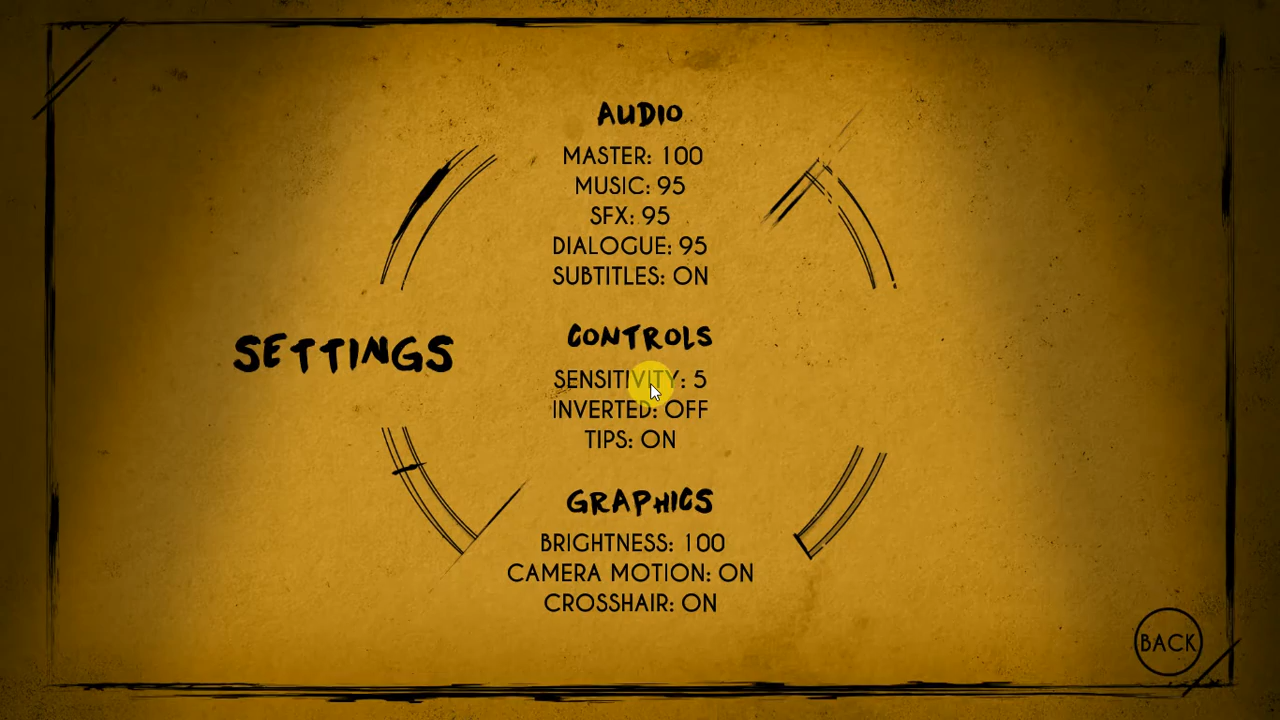 AUDIO
MASTER: 100
MUSIC: 95
SFX: 95
DIALOGUE: 95
SUBTITLES: ON
SETTINGS
CONTROLS
SENSITIVITY: 5
INVERTED: OFF
TIPS: ON
GRAPHICS
BRIGHTNESS: 100
CAMERA MOTION: ON
CROSSHAIR: ON
BACK